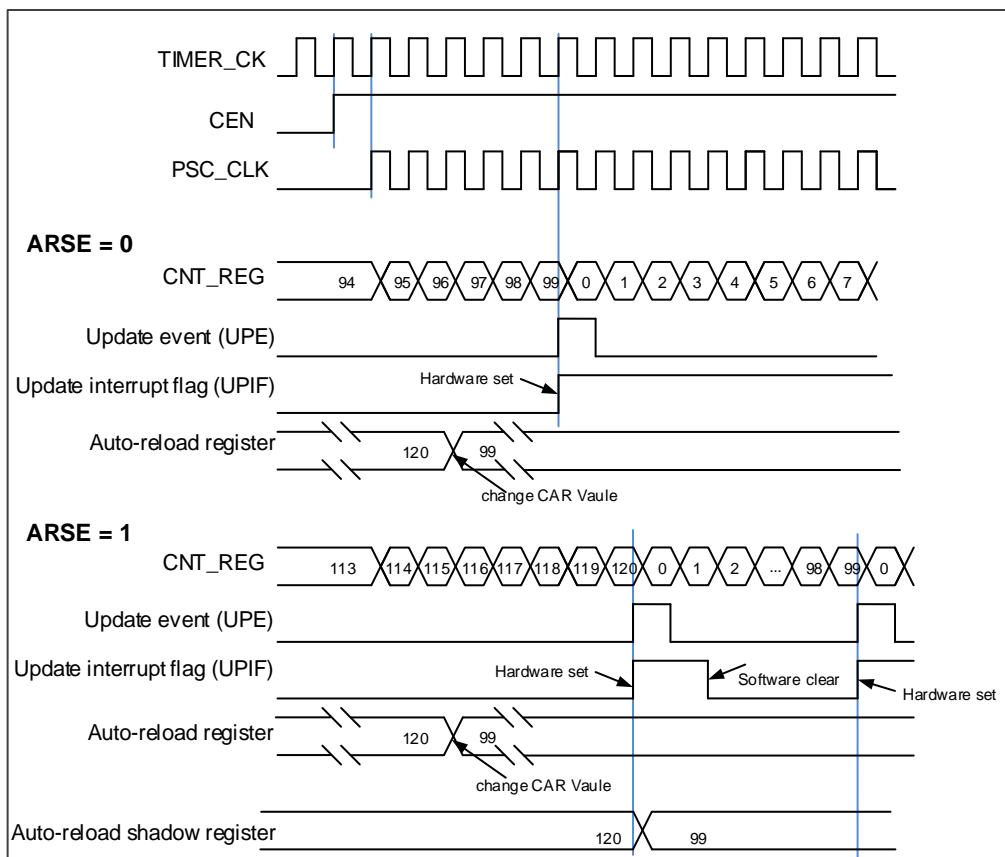 TIMER_CK
CEN
PSC_CLK
ARSE = 0
CNT_REG
94 95 96 97 98 99 0 1 2 3 4 5 6 7
Update event (UPE)
Update interrupt flag (UPIF)
Hardware set
Auto-reload register
120 99
change CAR Vaule
ARSE = 1
CNT_REG
113 114 115 116 117 118 119 120 0 1 2 ... 98 99 0
Update event (UPE)
Update interrupt flag (UPIF)
Hardware set
Software clear
Hardware set
Auto-reload register
120 99
change CAR Vaule
Auto-reload shadow register
120 99